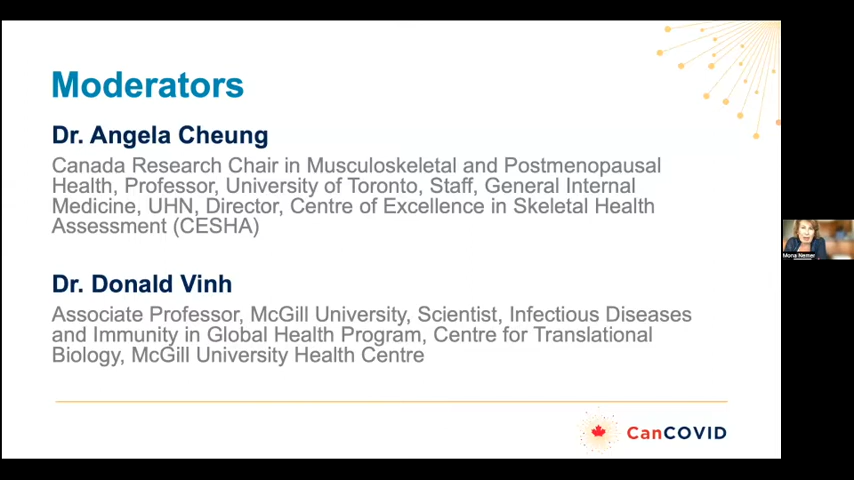 Moderators
Dr. Angela Cheung
Canada Research Chair in Musculoskeletal and Postmenopausal
Health, Professor, University of Toronto, Staff, General Internal
Medicine, UHN, Director, Centre of Excellence in Skeletal Health
Assessment (CESHA)
Dr. Donald Vinh
Associate Professor, McGill University, Scientist, Infectious Diseases
and Immunity in Global Health Program, Centre for Translational
Biology, McGill University Health Centre
CanCOVID
Mona Nemer